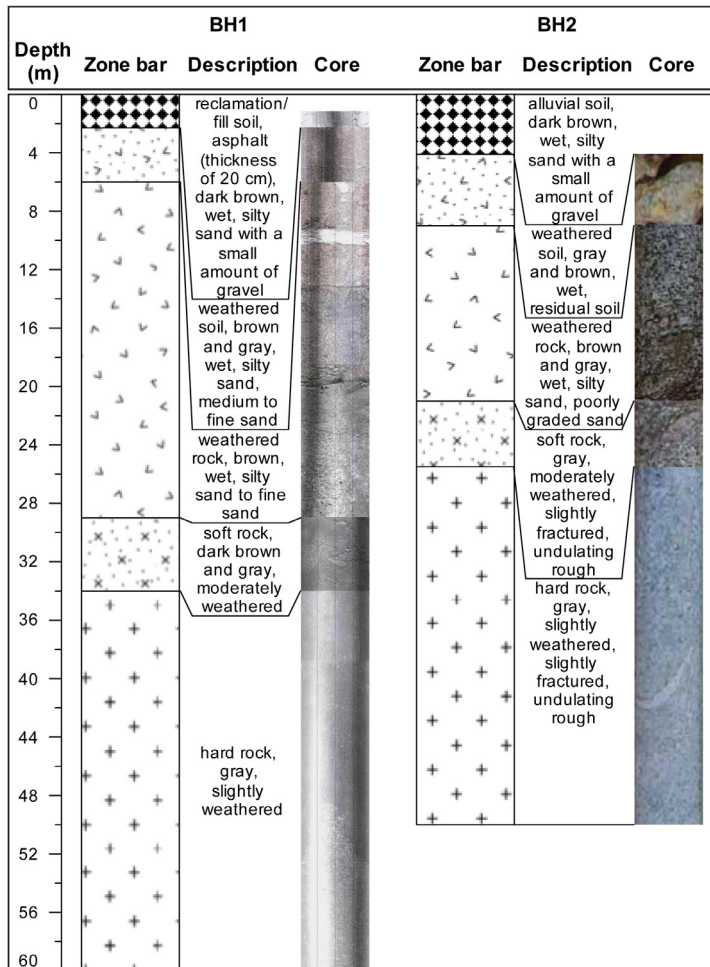 BH1 BH2
Depth
(m)
Zone bar Description Core Zone bar Description Core
0
4
8
12
16
20
24
28
32
36
40
44
48
52
56
60
reclamation/
fill soil,
asphalt
(thickness
of 20 cm),
dark brown,
wet, silty
sand with a
small
amount of
gravel
weathered
soil, brown
and gray,
wet, silty
sand,
medium to
fine sand
weathered
rock, brown,
wet, silty
sand to fine
sand
soft rock,
dark brown
and gray,
moderately
weathered
hard rock,
gray,
slightly
weathered
alluvial soil,
dark brown,
wet, silty
sand with a
small
amount of
gravel
weathered
soil, gray
and brown,
wet,
residual soil
weathered
rock, brown
and gray,
wet, silty
sand, poorly
graded sand
soft rock,
gray,
moderately
weathered,
slightly
fractured,
undulating
rough
hard rock,
gray,
slightly
weathered,
slightly
fractured,
undulating
rough